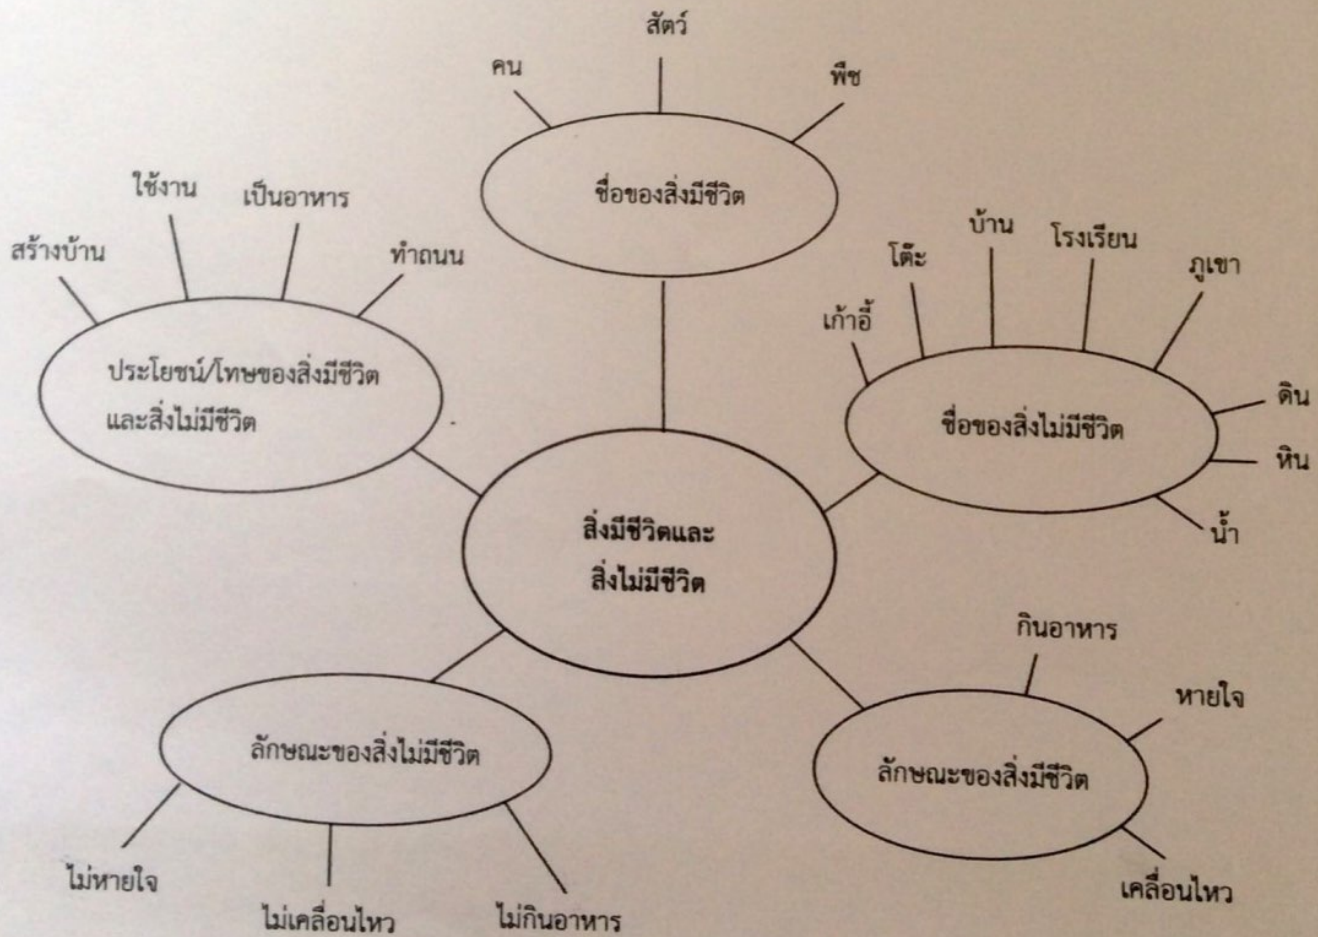 สัตว์
คน
พืช
ชื่อของสิ่งมีชีวิต
ใช้งาน
เป็นอาหาร
สร้างบ้าน
ทำถนน
ประโยชน์/โทษของสิ่งมีชีวิต
และสิ่งไม่มีชีวิต
บ้าน
โรงเรียน
โต๊ะ
ภูเขา
เก้าอี้
ดิน
ชื่อของสิ่งไม่มีชีวิต
หิน
น้ำ
สิ่งมีชีวิตและ
สิ่งไม่มีชีวิต
กินอาหาร
หายใจ
ลักษณะของสิ่งมีชีวิต
เคลื่อนไหว
ลักษณะของสิ่งไม่มีชีวิต
ไม่หายใจ
ไม่เคลื่อนไหว
ไม่กินอาหาร